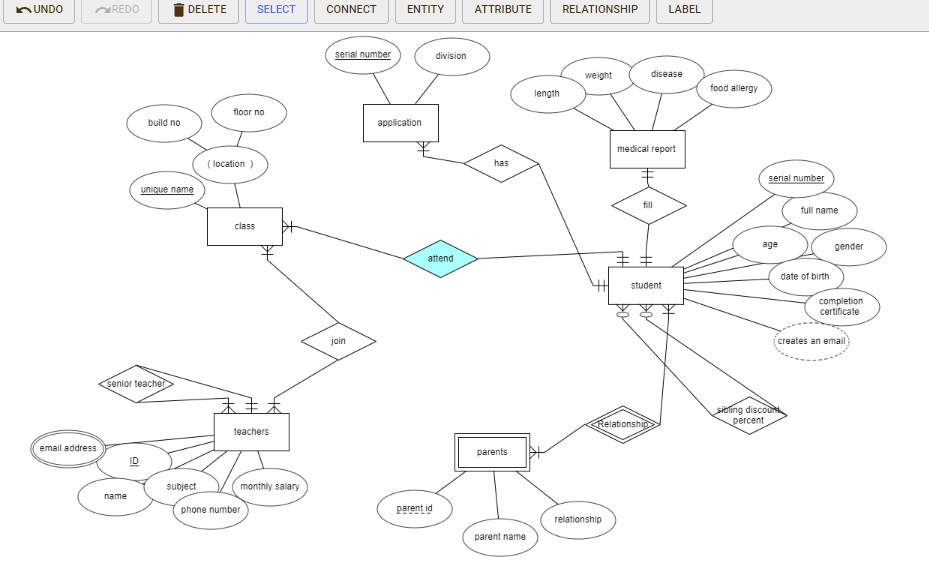 UNDO
REDO
DELETE
SELECT
CONNECT
ENTITY
ATTRIBUTE
RELATIONSHIP
LABEL
serial number
division
application
has
length
weight
disease
food allergy
medical report
fill
build no
floor no
( location )
unique name
class
attend
serial number
full name
age
gender
date of birth
completion
certificate
creates an email
student
join
senior teacher
teachers
email address
ID
name
subject
phone number
monthly salary
parents
Relationship
sibling discount
percent
parent id
parent name
relationship